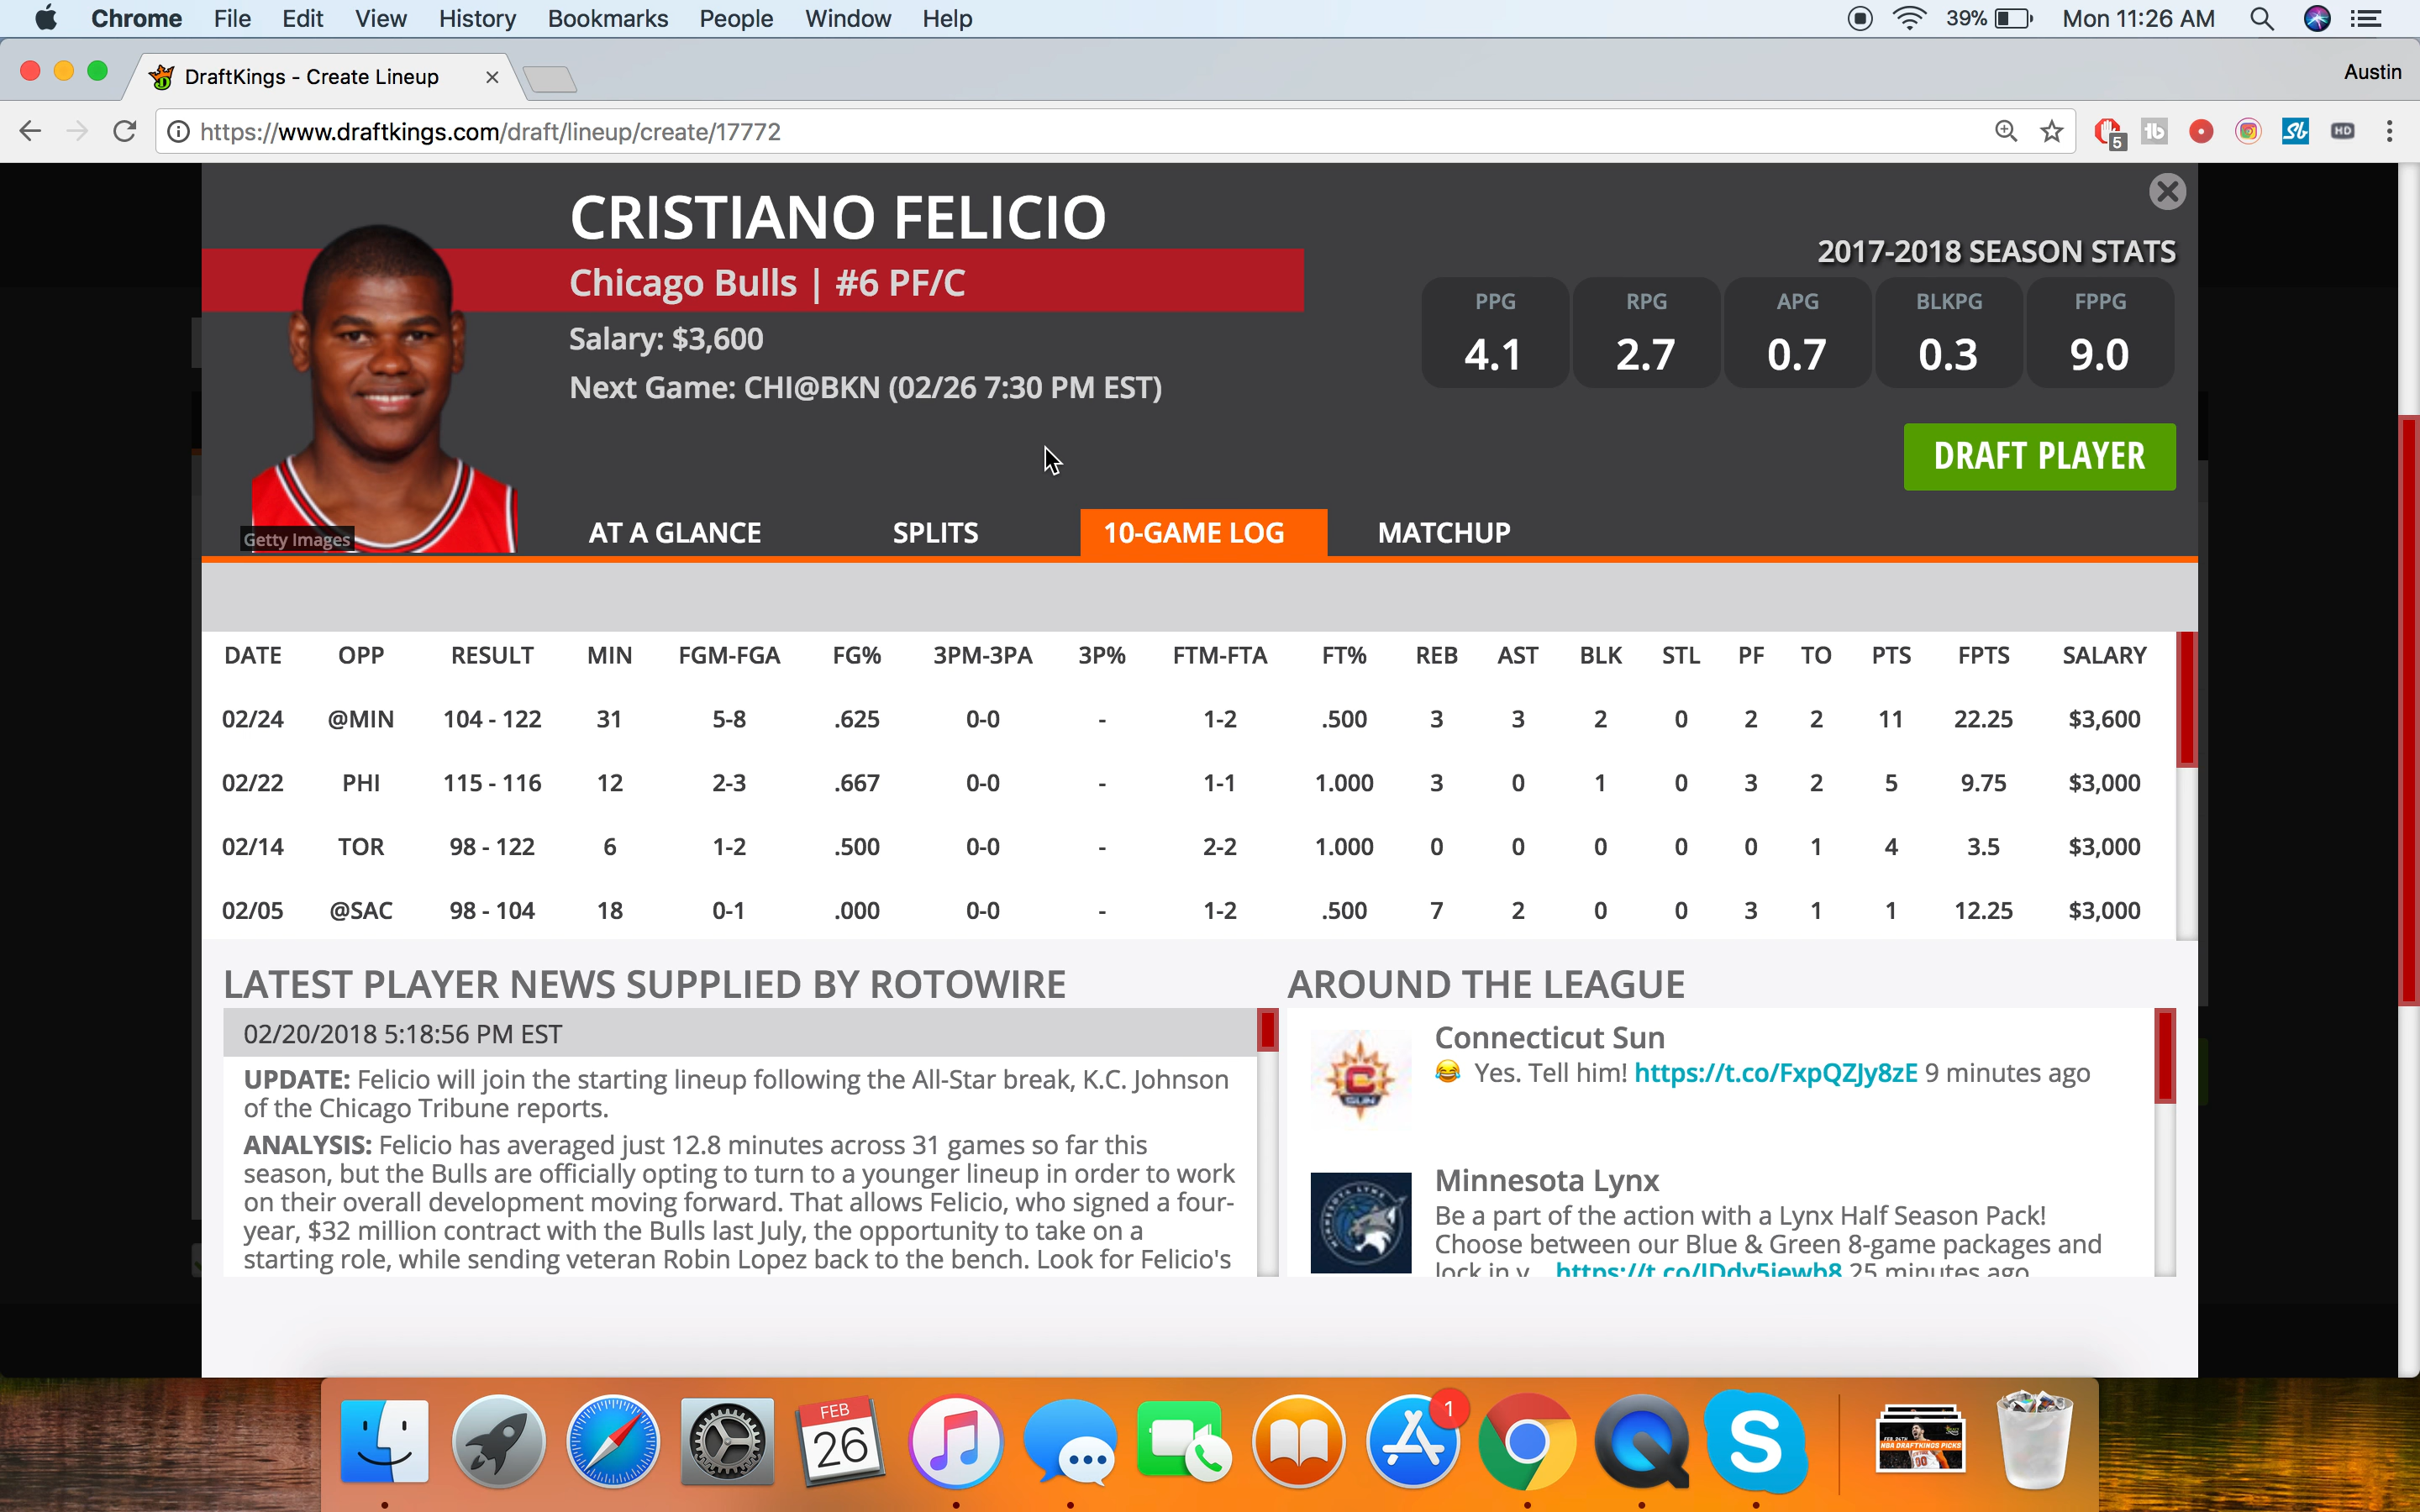 Chrome File Edit View History Bookmarks People Window Help 39% Mon 11:26 AM
DraftKings - Create Lineup
Austin
https://www.draftkings.com/draft/lineup/create/17772
5
HD
CRISTIANO FELICIO
Chicago Bulls | #6 PF/C
Salary: $3,600
Next Game: CHI@BKN (02/26 7:30 PM EST)
2017-2018 SEASON STATS
PPG RPG APG BLKPG FPPG
4.1 2.7 0.7 0.3 9.0
DRAFT PLAYER
Getty Images
AT A GLANCE SPLITS 10-GAME LOG MATCHUP
DATE OPP RESULT MIN FGM-FGA FG% 3PM-3PA 3P% FTM-FTA FT% REB AST BLK STL PF TO PTS FPTS SALARY
02/24 @MIN 104 - 122 31 5-8 .625 0-0 - 1-2 .500 3 3 2 0 2 2 11 22.25 $3,600
02/22 PHI 115 - 116 12 2-3 .667 0-0 - 1-1 1.000 3 0 1 0 3 2 5 9.75 $3,000
02/14 TOR 98 - 122 6 1-2 .500 0-0 - 2-2 1.000 0 0 0 0 0 1 4 3.5 $3,000
02/05 @SAC 98 - 104 18 0-1 .000 0-0 - 1-2 .500 7 2 0 0 3 1 1 12.25 $3,000
LATEST PLAYER NEWS SUPPLIED BY ROTOWIRE
02/20/2018 5:18:56 PM EST
UPDATE: Felicio will join the starting lineup following the All-Star break, K.C. Johnson
of the Chicago Tribune reports.
ANALYSIS: Felicio has averaged just 12.8 minutes across 31 games so far this
season, but the Bulls are officially opting to turn to a younger lineup in order to work
on their overall development moving forward. That allows Felicio, who signed a four-
year, $32 million contract with the Bulls last July, the opportunity to take on a
starting role, while sending veteran Robin Lopez back to the bench. Look for Felicio's
AROUND THE LEAGUE
Connecticut Sun
😂 Yes. Tell him! https://t.co/FxpQZJy8zE 9 minutes ago
Minnesota Lynx
Be a part of the action with a Lynx Half Season Pack!
Choose between our Blue & Green 8-game packages and
lock in y... 25 minutes ago
FEB
26
1
NBA DRAFTKINGS PICKS